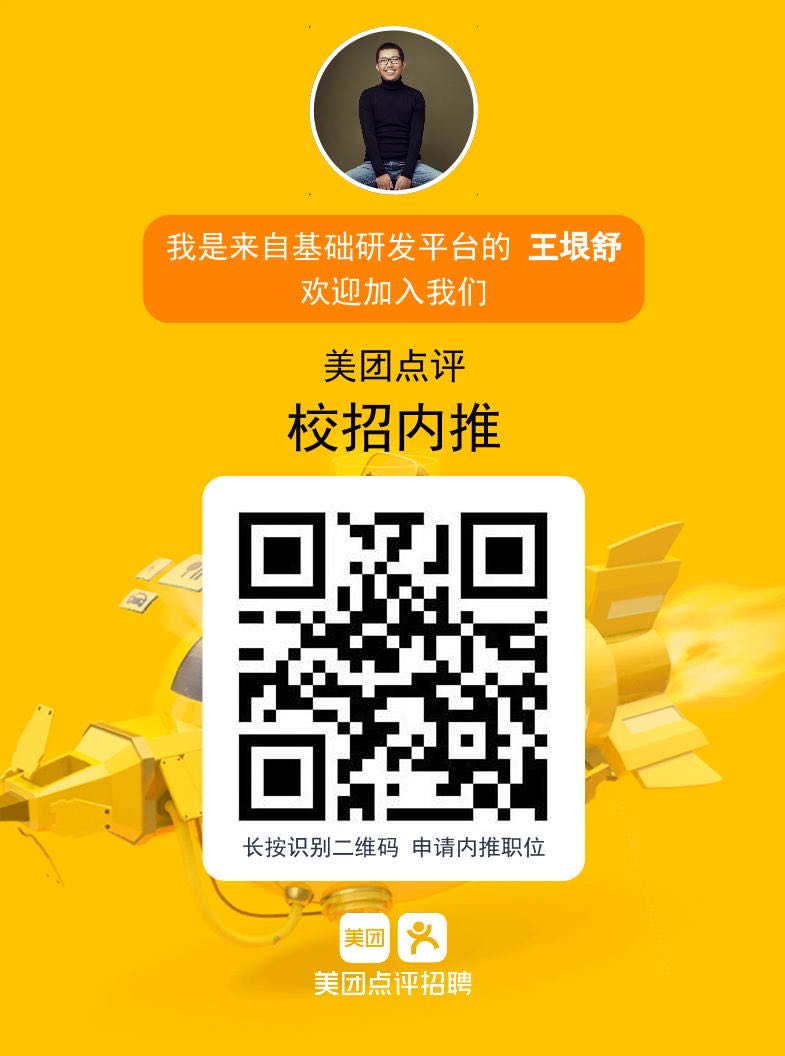 我是来自基础研发平台的 王垠舒
欢迎加入我们
美团点评
校招内推
长按识别二维码 申请内推职位
美团
美团点评招聘